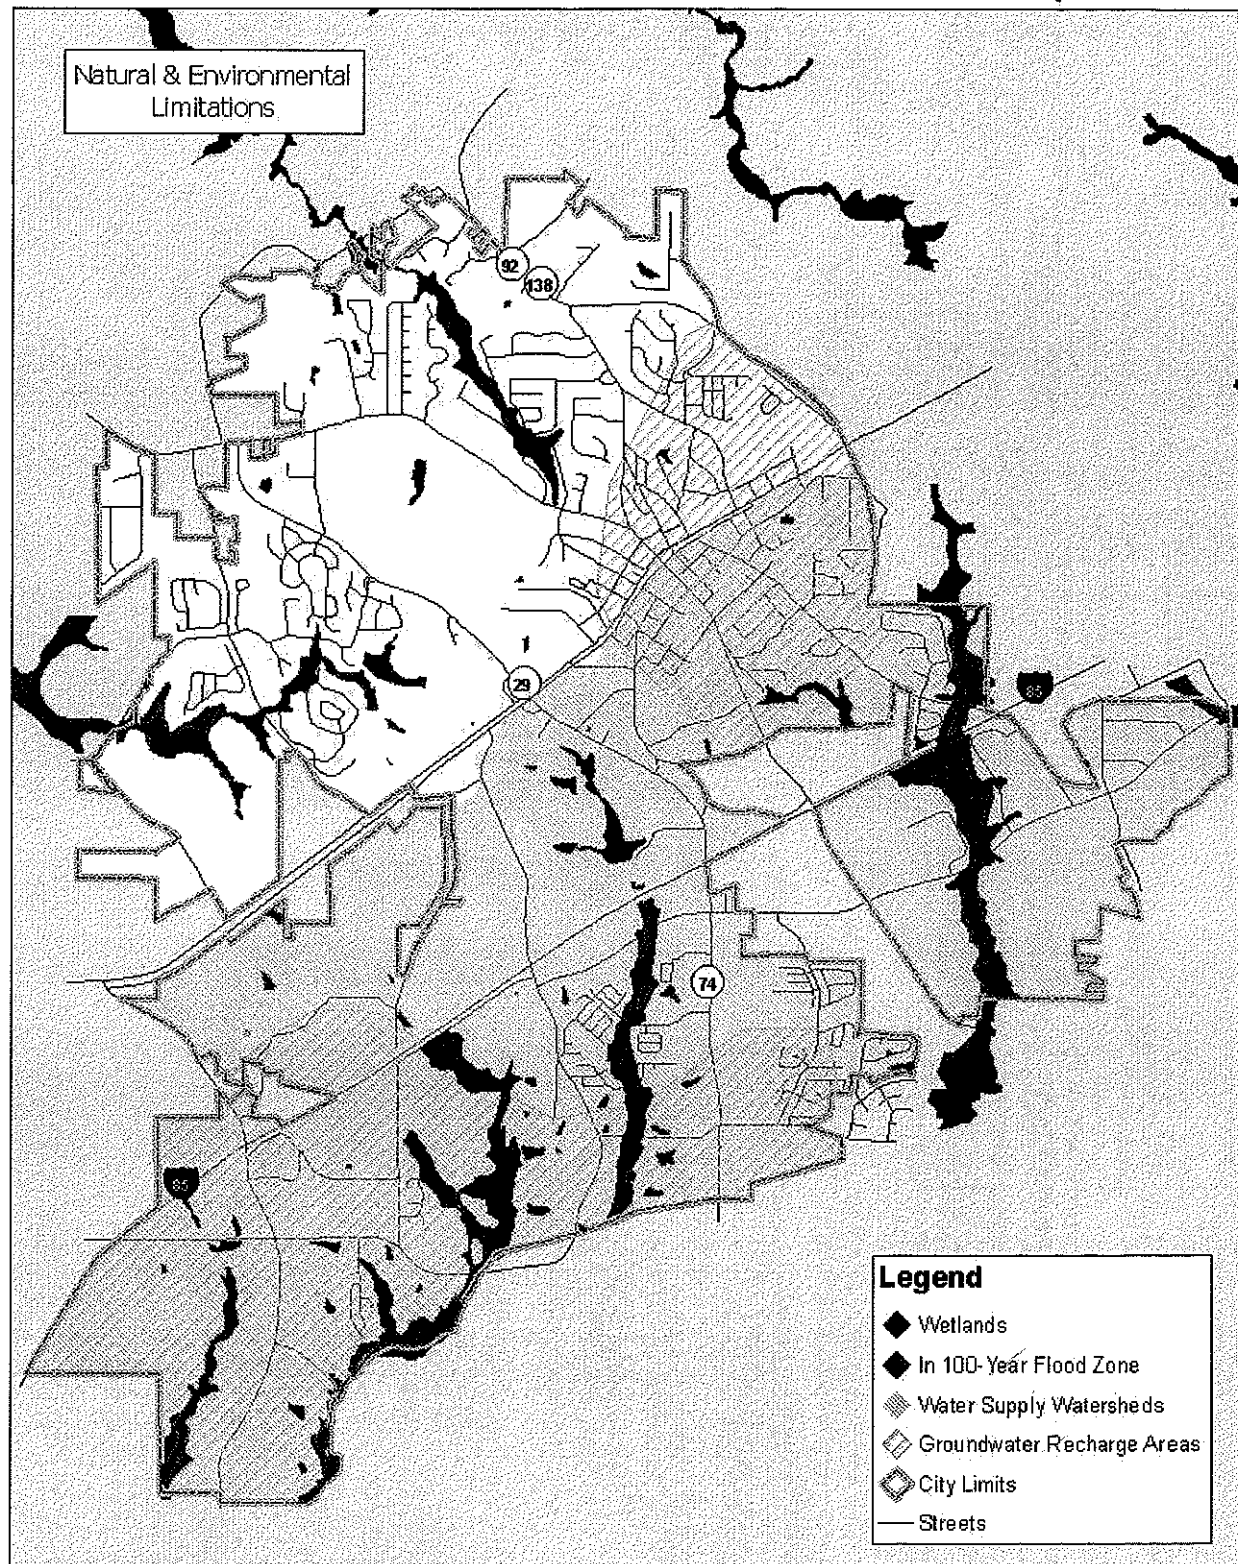 Natural & Environmental
Limitations
92
138
29
85
74
85
Legend
Wetlands
In 100-Year Flood Zone
Water Supply Watersheds
Groundwater Recharge Areas
City Limits
Streets